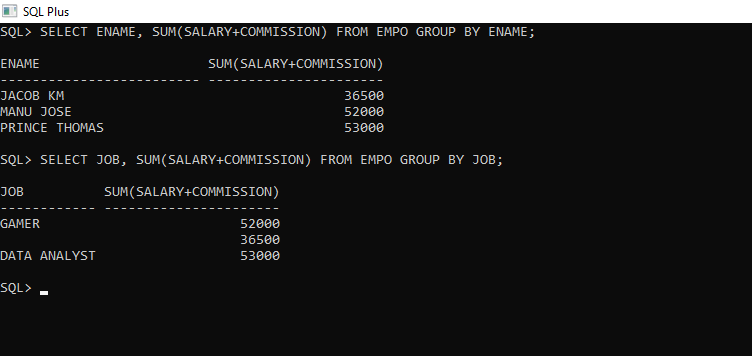 SQL Plus
SQL> SELECT ENAME, SUM(SALARY+COMMISSION) FROM EMPO GROUP BY ENAME;
ENAME                    SUM(SALARY+COMMISSION)
------------------------- ----------------------
JACOB KM                                   36500
MANU JOSE                                  52000
PRINCE THOMAS                              53000
SQL> SELECT JOB, SUM(SALARY+COMMISSION) FROM EMPO GROUP BY JOB;
JOB          SUM(SALARY+COMMISSION)
------------ ----------------------
GAMER                         52000
                              36500
DATA ANALYST                  53000
SQL>